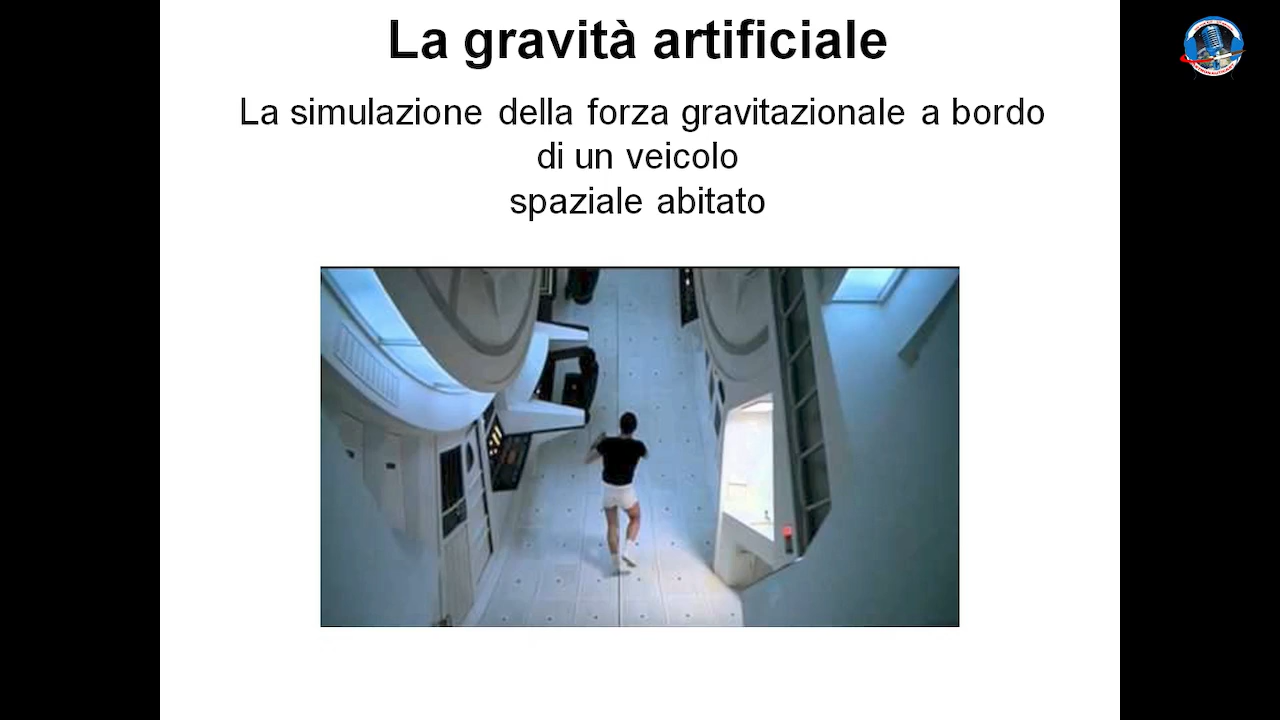 La gravità artificiale
La simulazione della forza gravitazionale a bordo
di un veicolo
spaziale abitato